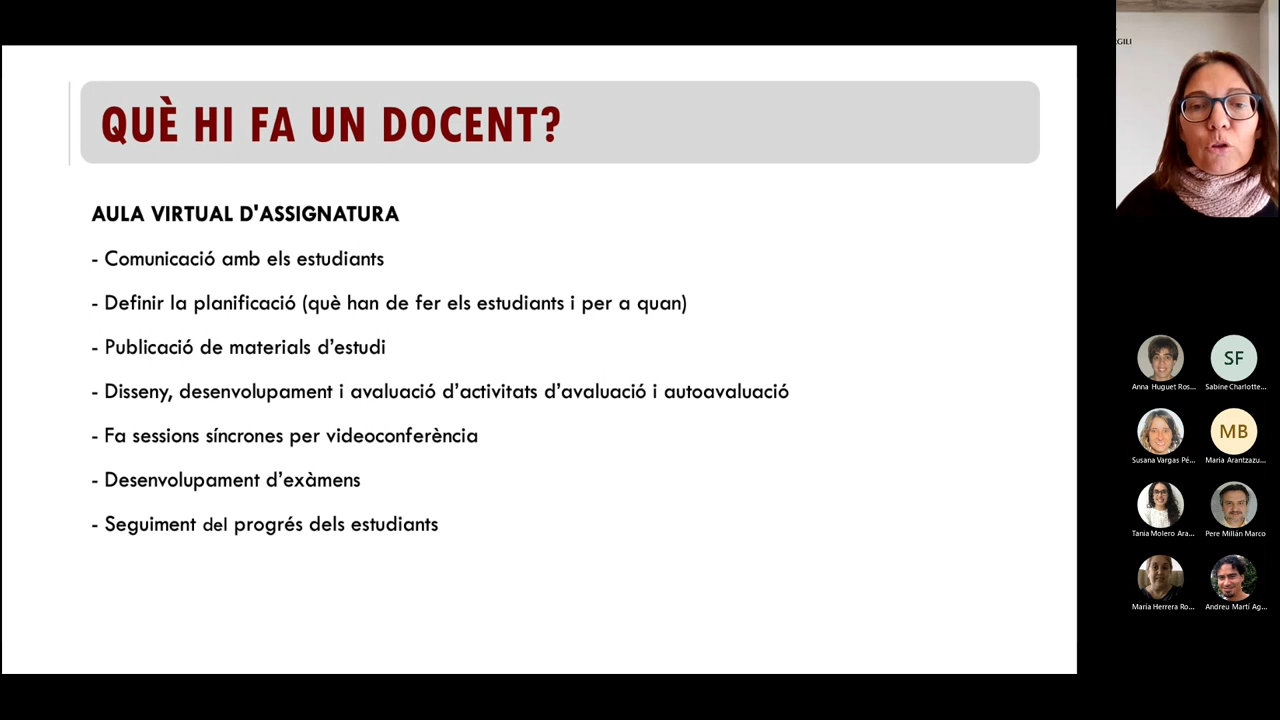 QUÈ HI FA UN DOCENT?
AULA VIRTUAL D'ASSIGNATURA
- Comunicació amb els estudiants
- Definir la planificació (què han de fer els estudiants i per a quan)
- Publicació de materials d’estudi
- Disseny, desenvolupament i avaluació d’activitats d’avaluació i autoavaluació
- Fa sessions síncrones per videoconferència
- Desenvolupament d’exàmens
- Seguiment del progrés dels estudiants
GILI
SF
Anna Huguet Ros...
Sabine Charlotte...
MB
Susana Vargas Pé...
Maria Arantzazu...
Tania Molero Ara...
Pere Millán Marco
María Herrera Ro...
Andreu Martí Ag...